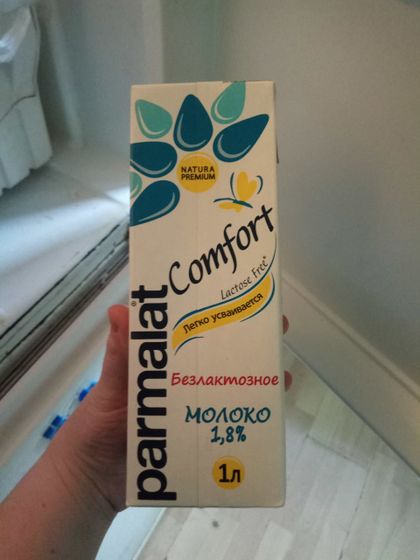 NATURA
PREMIUM
parmalat®
Comfort
Lactose Free*
Легко усваивается
Безлактозное
МОЛОКО
1,8%
1л